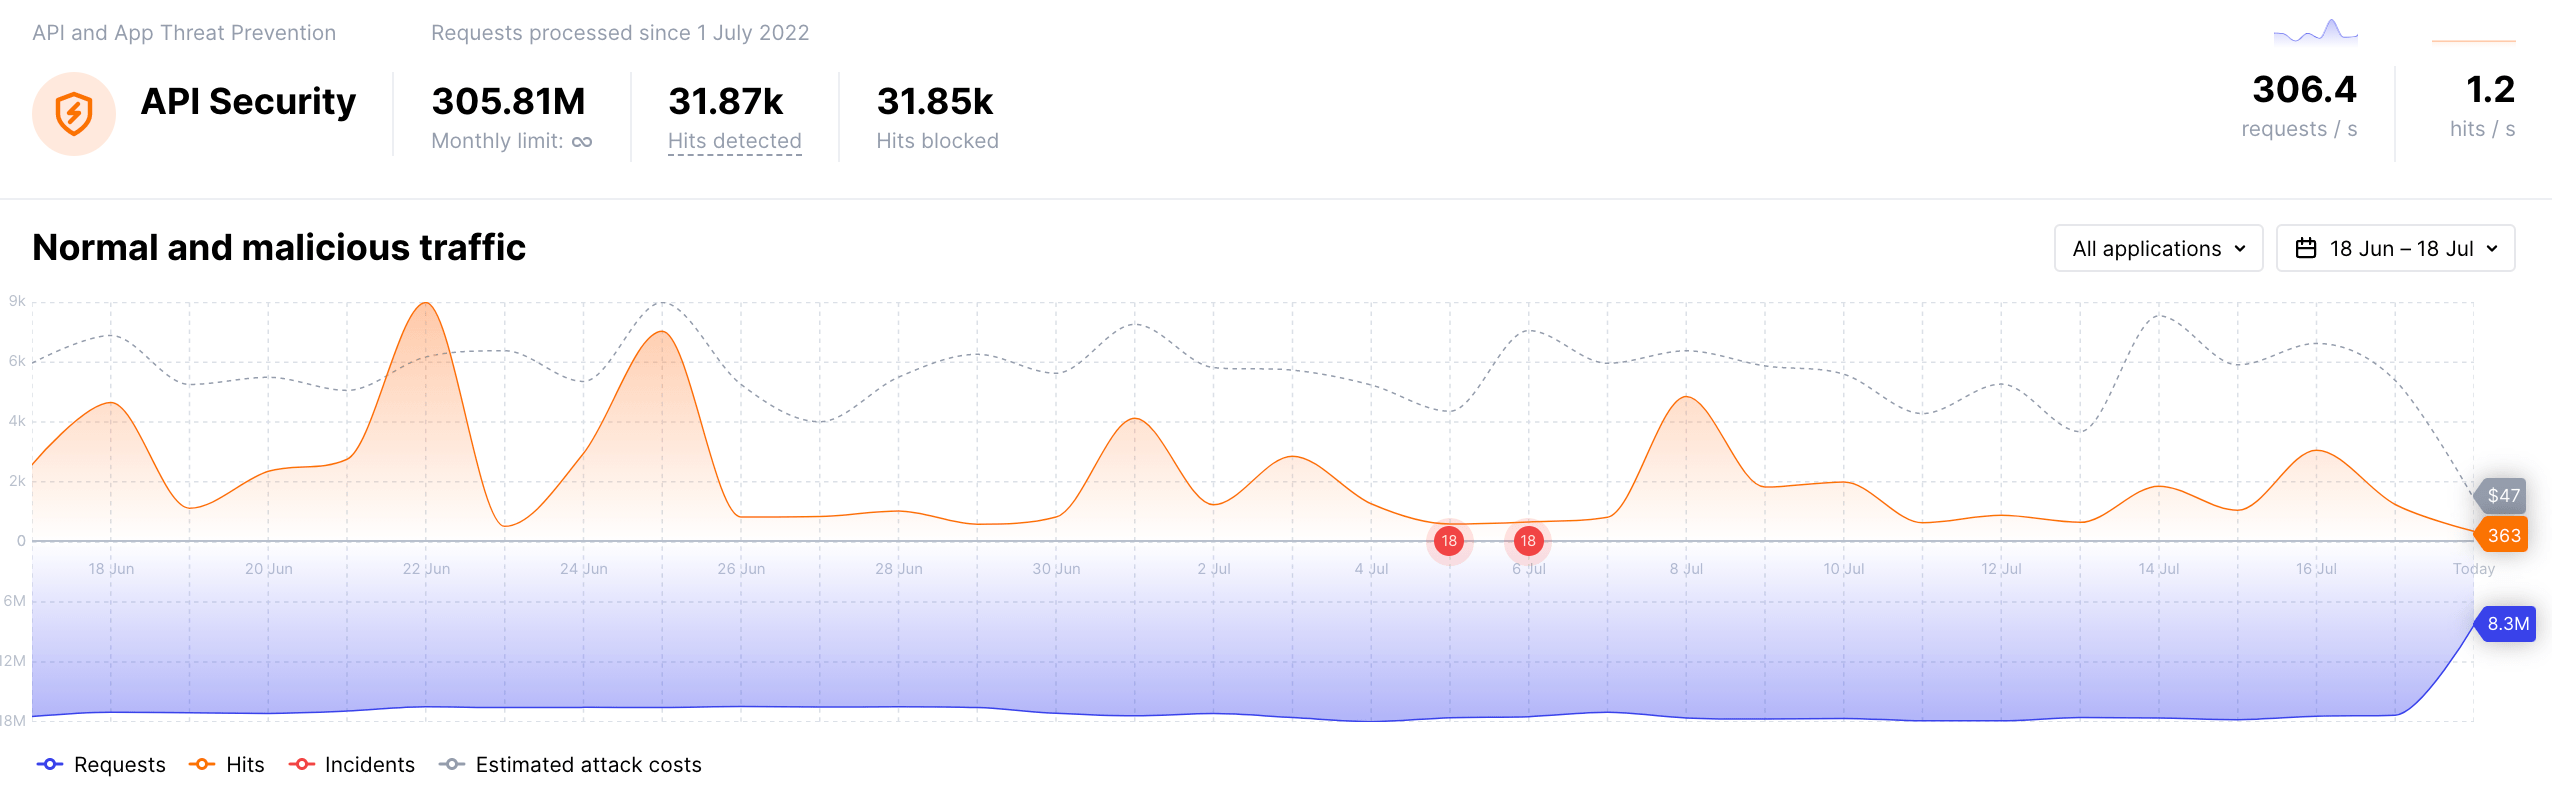 API and App Threat Prevention
Requests processed since 1 July 2022
API Security
305.81M
Monthly limit: ∞
31.87k
Hits detected
31.85k
Hits blocked
306.4
requests / s
1.2
hits / s
Normal and malicious traffic
All applications
18 Jun – 18 Jul
9k
6k
4k
2k
0
18
18
$47
363
18 Jun
20 Jun
22 Jun
24 Jun
26 Jun
28 Jun
30 Jun
2 Jul
4 Jul
6 Jul
8 Jul
10 Jul
12 Jul
14 Jul
16 Jul
Today
6M
12M
18M
8.3M
Requests
Hits
Incidents
Estimated attack costs